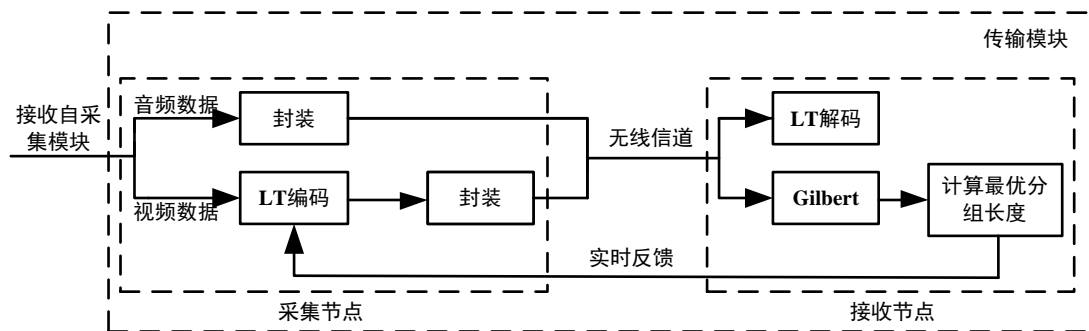 传输模块
接收自采
集模块
音频数据
封装
无线信道
LT解码
视频数据
LT编码
封装
Gilbert
计算最优分
组长度
实时反馈
采集节点
接收节点